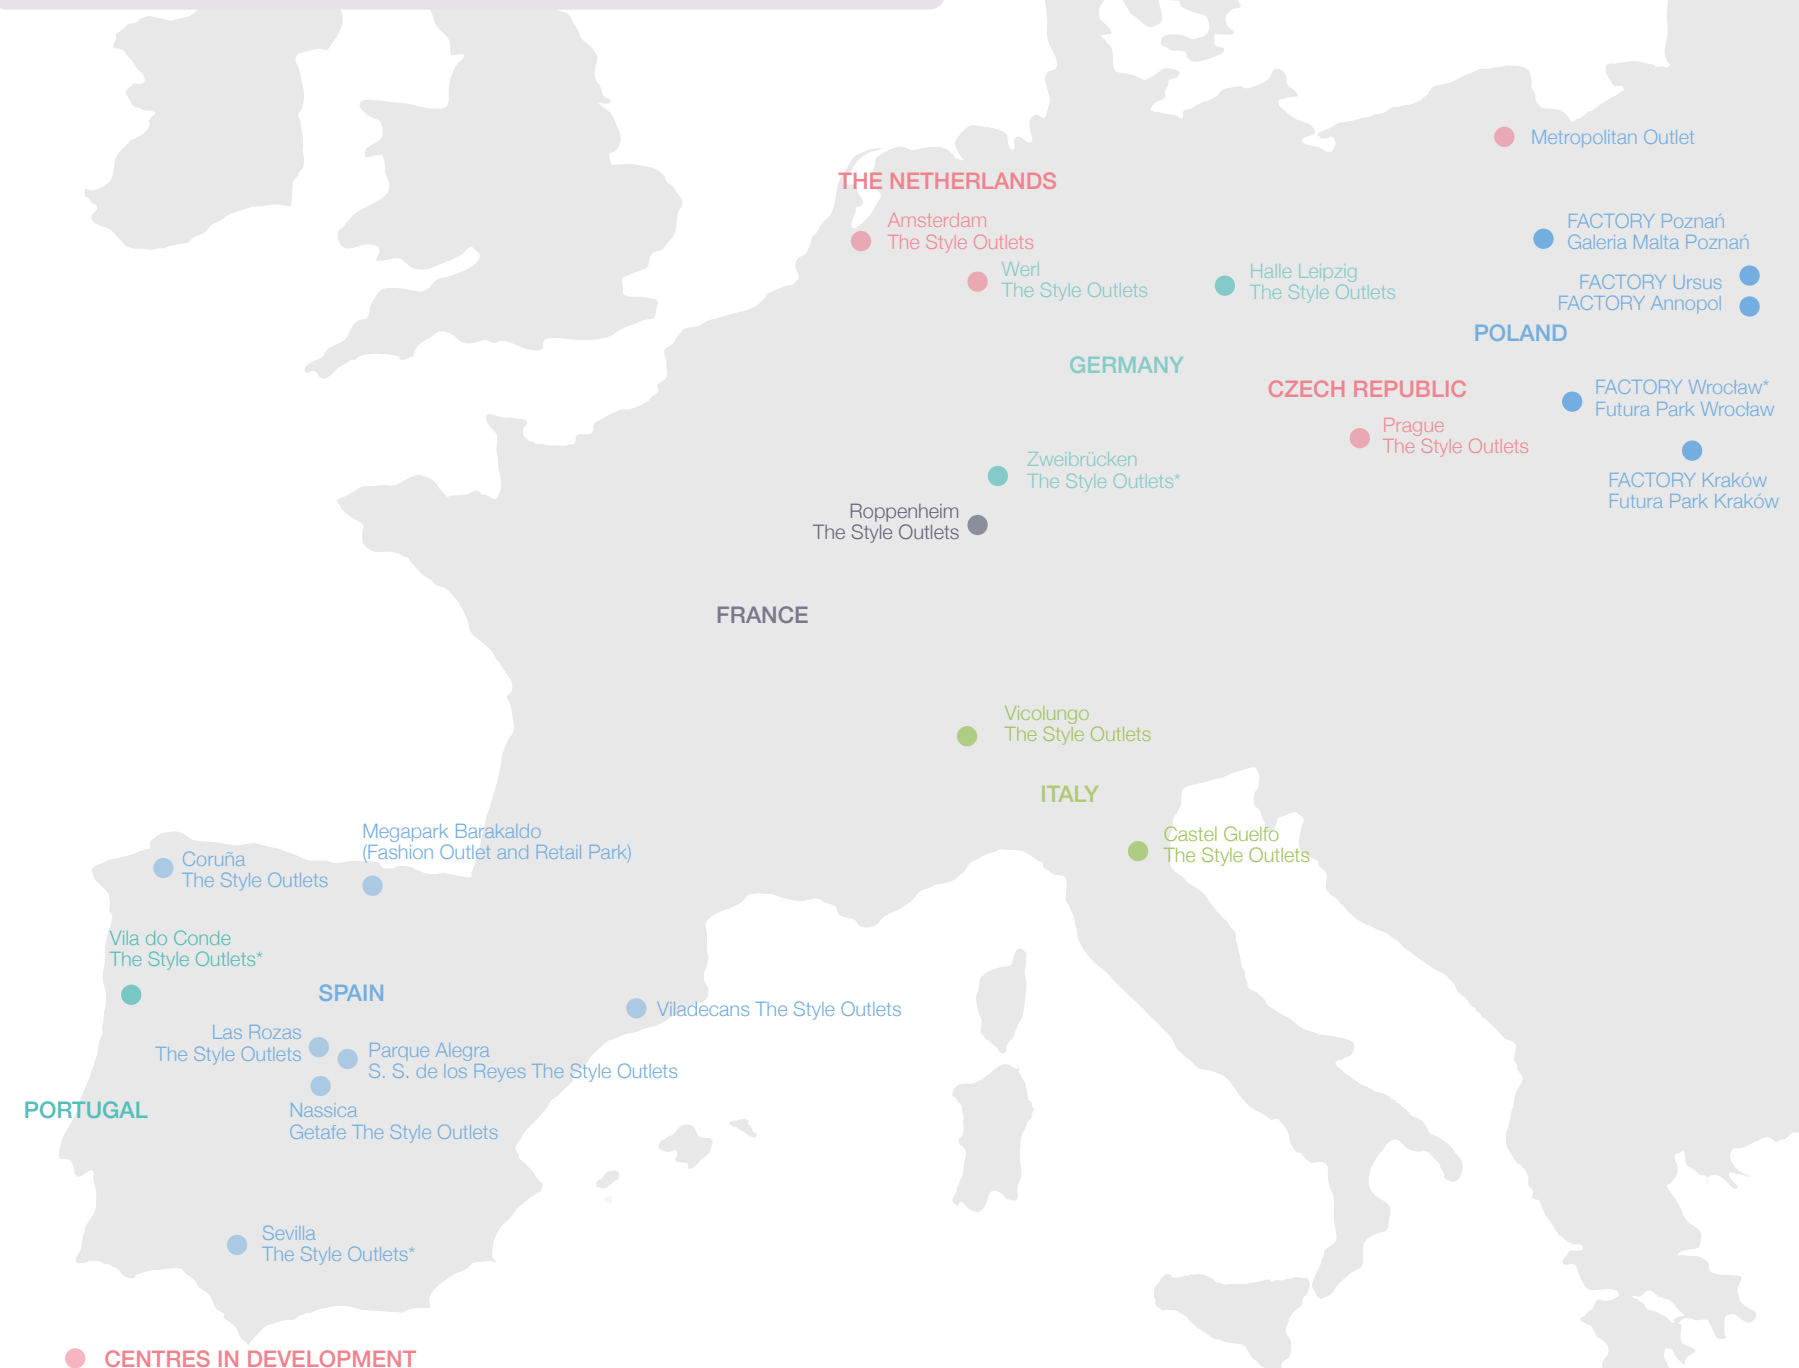 Metropolitan Outlet
THE NETHERLANDS
Amsterdam
The Style Outlets
FACTORY Poznań
Galeria Malta Poznań
Werl
The Style Outlets
Halle Leipzig
The Style Outlets
FACTORY Ursus
FACTORY Annopol
POLAND
GERMANY
CZECH REPUBLIC
FACTORY Wrocław*
Futura Park Wrocław
Prague
The Style Outlets
Zweibrücken
The Style Outlets*
FACTORY Kraków
Futura Park Kraków
Roppenheim
The Style Outlets
FRANCE
Vicolungo
The Style Outlets
ITALY
Castel Guelfo
The Style Outlets
Megapark Barakaldo
(Fashion Outlet and Retail Park)
Coruña
The Style Outlets
Vila do Conde
The Style Outlets*
SPAIN
Viladecans The Style Outlets
Las Rozas
The Style Outlets
Parque Alegra
S. S. de los Reyes The Style Outlets
PORTUGAL
Nassica
Getafe The Style Outlets
Sevilla
The Style Outlets*
CENTRES IN DEVELOPMENT